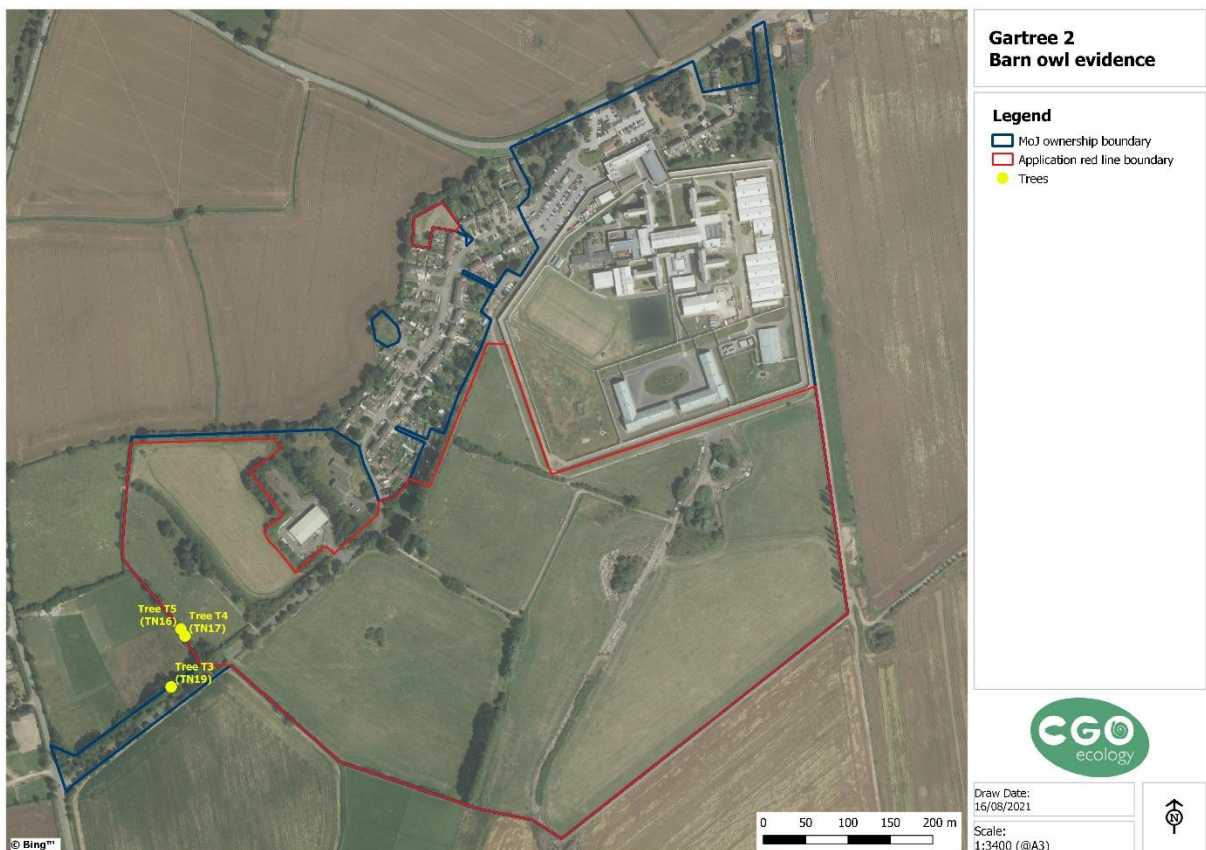 Gartree 2
Barn owl evidence
Legend
MoJ ownership boundary
Application red line boundary
Trees
Tree T5
(TN16)
Tree T4
(TN17)
Tree T3
(TN19)
CGO
ecology
Draw Date:
16/08/2021
Scale:
1:3400 (@A3)
N
0 50 100 150 200 m
© Bing™